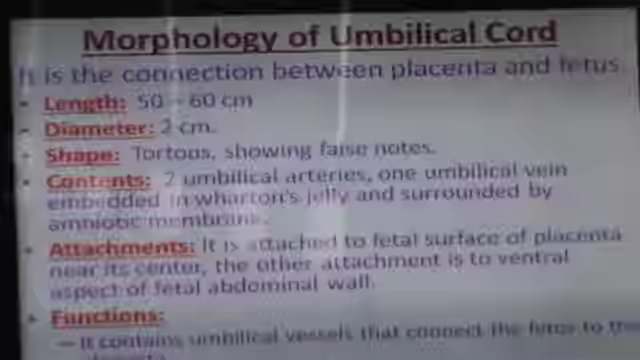 Morphology of Umbilical Cord
It is the connection between placenta and fetus
• Length: 50 – 60 cm
• Diameter: 2 cm.
• Shape: Tortoos, showing false notes.
• Contents: 2 umbilical arteries, one umbilical vein
embedded in wharton's jelly and surrounded by
amniotic membrane.
• Attachments: It is attached to fetal surface of placenta
near its center, the other attachment is to ventral
aspect of fetal abdominal wall.
• Functions:
– It contains umbilical vessels that connect the fetus to the
placenta